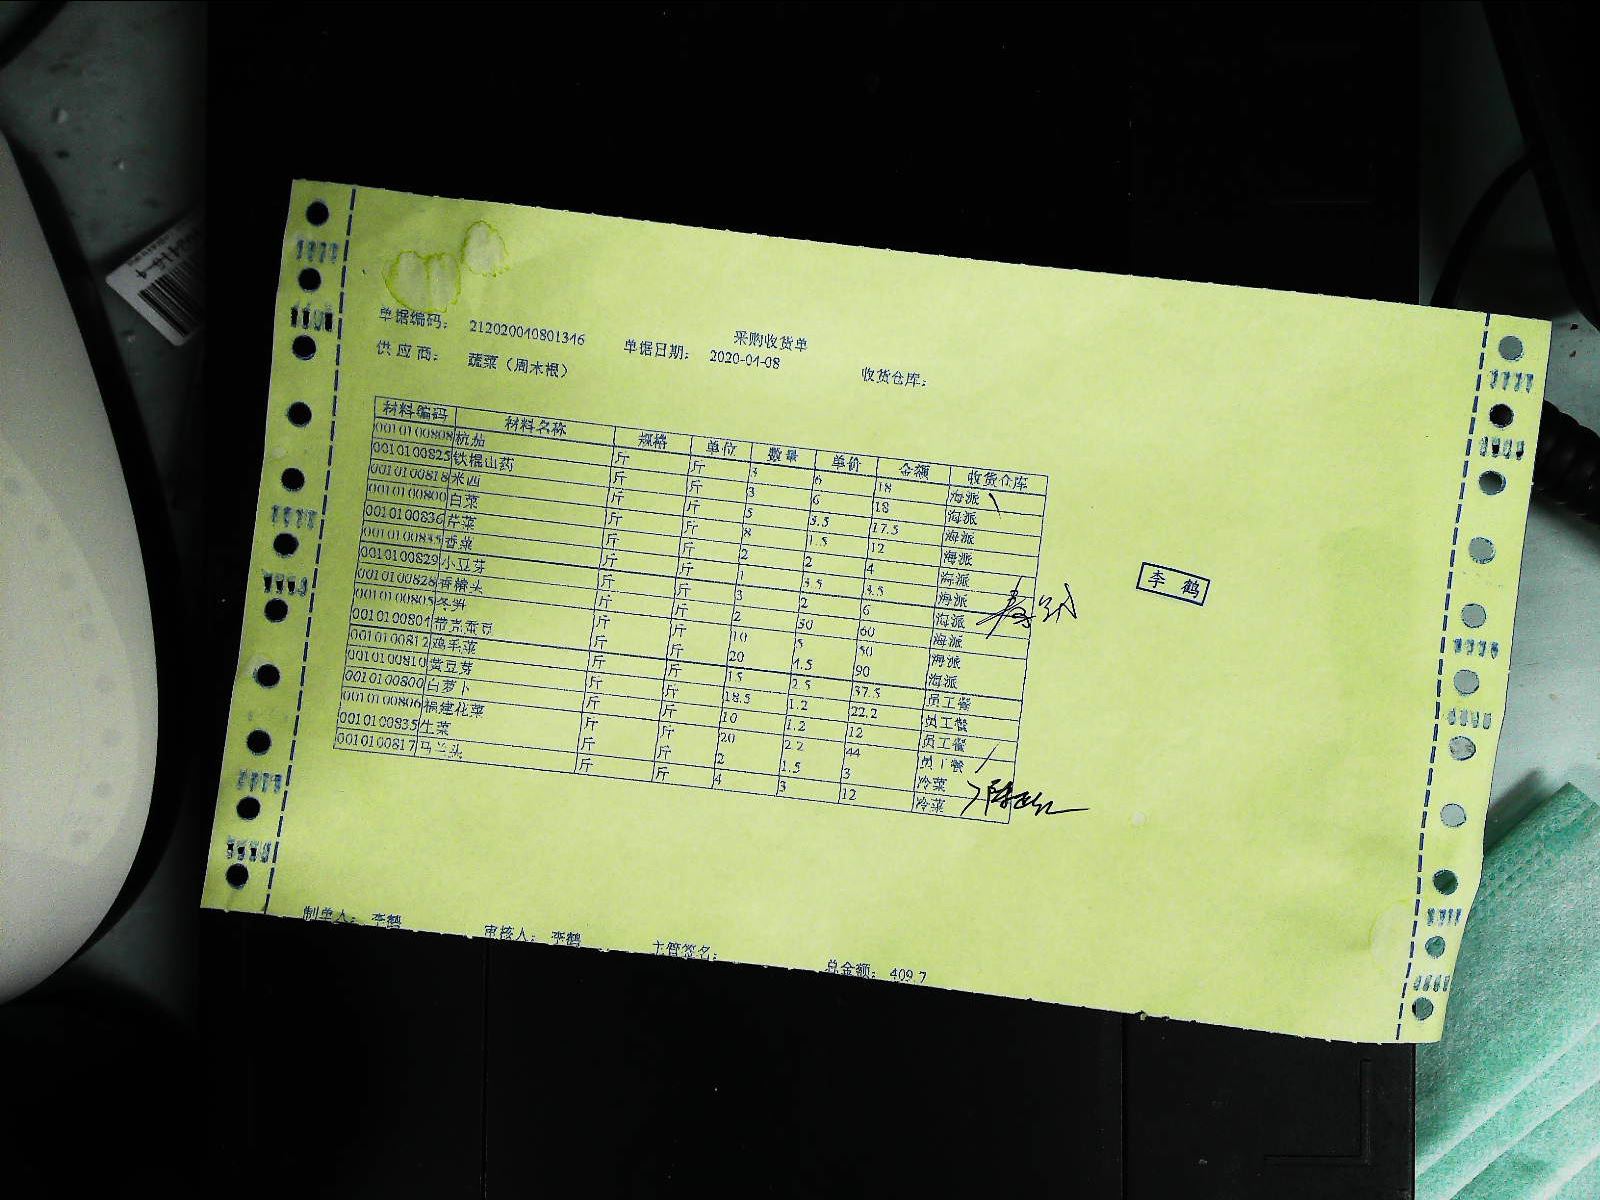 采购收货单
单据编码: 212020040801346 单据日期: 2020-04-08 收货仓库:
供应商: 蔬菜（周木根）
材料编码 材料名称 规格 单位 数量 单价 金额 收货仓库
0010100808 杭茄 斤 斤 3 6 18 海派
0010100825 铁棍山药 斤 斤 3 6 18 海派
0010100818 米西 斤 斤 5 3.5 17.5 海派
0010100800 白菜 斤 斤 8 1.5 12 海派
0010100836 芹菜 斤 斤 2 2 4 海派
香菜 斤 斤 1 3.5 3.5 海派
0010100829 小豆芽 斤 斤 3 2 6 海派
0010100828 香椿头 斤 斤 2 30 60 海派
0010100805 冬笋 斤 斤 10 5 50 海派
0010100804 带壳蚕豆 斤 斤 20 4.5 90 海派
0010100812 鸡毛菜 斤 斤 15 2.5 37.5 员工餐
0010100810 黄豆芽 斤 斤 18.5 1.2 22.2 员工餐
0010100800 白萝卜 斤 斤 10 1.2 12 员工餐
0010100806 福建花菜 斤 斤 20 2.2 44 员工餐
0010100835 生菜 斤 斤 2 1.5 3 冷菜
0010100817 马兰头 斤 斤 4 3 12 冷菜
李鹤
制单人: 李鹤 审核人: 李鹤 主管签名: 总金额: 409.7